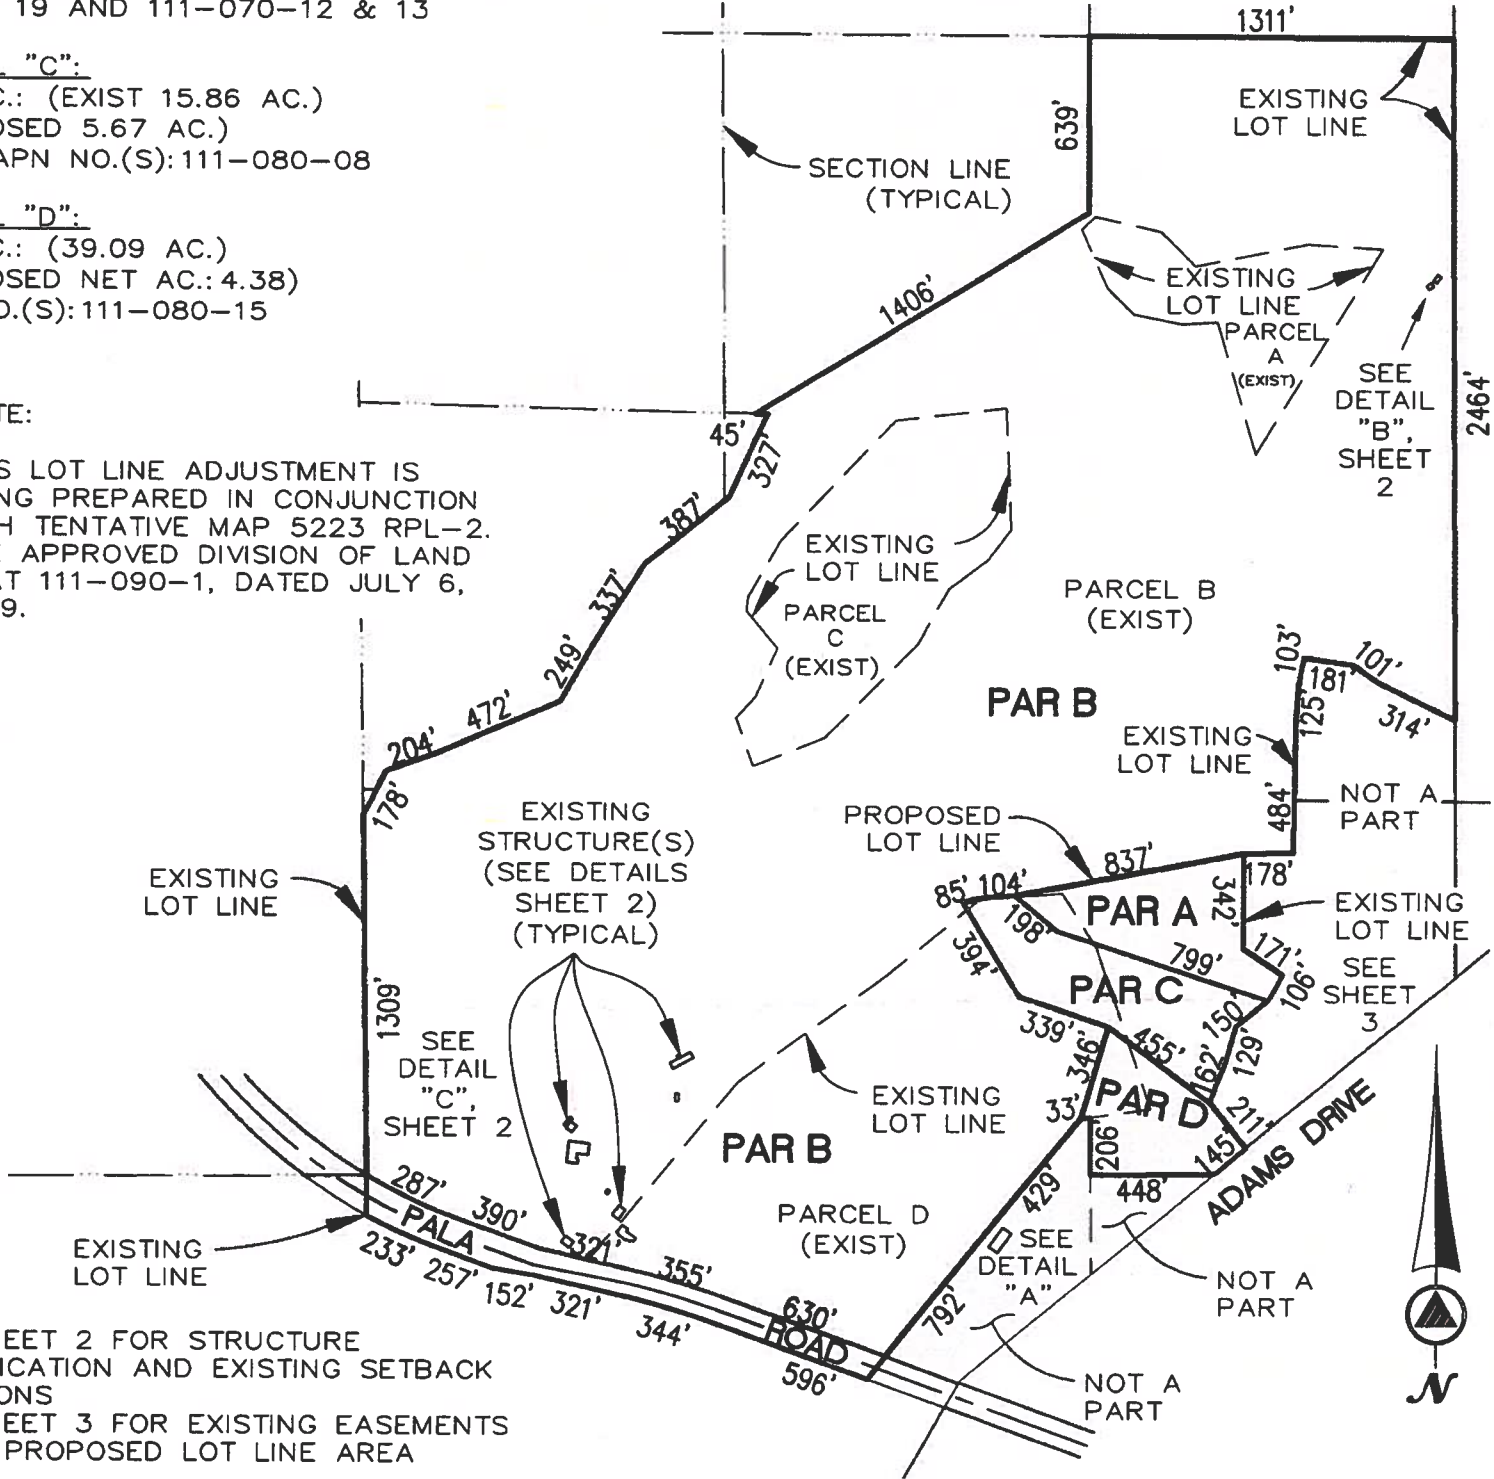 19 AND 111-070-12 & 13
"C":
C.: (EXIST 15.86 AC.)
OSED 5.67 AC.)
APN NO.(S): 111-080-08
"D":
C.: (39.09 AC.)
OSED NET AC.: 4.38)
O.(S): 111-080-15
TE:
S LOT LINE ADJUSTMENT IS
NG PREPARED IN CONJUNCTION
H TENTATIVE MAP 5223 RPL-2.
E APPROVED DIVISION OF LAND
AT 111-090-1, DATED JULY 6,
9.
1311'
639'
EXISTING
LOT LINE
SECTION LINE
(TYPICAL)
1406'
EXISTING
LOT LINE
PARCEL
A
(EXIST)
SEE
DETAIL
"B",
SHEET
2
2464'
45'
327'
387'
337'
249'
472'
204'
178'
EXISTING
LOT LINE
PARCEL
C
(EXIST)
PARCEL B
(EXIST)
PAR B
103'
181'
101'
125'
314'
EXISTING
LOT LINE
484'
NOT A
PART
EXISTING
STRUCTURE(S)
(SEE DETAILS
SHEET 2)
(TYPICAL)
PROPOSED
LOT LINE
837'
178'
85'
104'
PAR A
342'
198'
394'
799'
171'
106'
EXISTING
LOT LINE
SEE
SHEET
3
EXISTING
LOT LINE
1309'
PAR C
150'
339'
455'
346'
162'
129'
SEE
DETAIL
"C",
SHEET 2
EXISTING
LOT LINE
33'
PAR D
211'
206'
145'
448'
429'
ADAMS DRIVE
PAR B
PARCEL D
(EXIST)
SEE
DETAIL
"A"
792'
NOT A
PART
NOT A
PART
287'
390'
321'
355'
630'
PALA
ROAD
233'
257'
152'
321'
344'
596'
EXISTING
LOT LINE
N
EET 2 FOR STRUCTURE
ICATION AND EXISTING SETBACK
ONS
EET 3 FOR EXISTING EASEMENTS
PROPOSED LOT LINE AREA